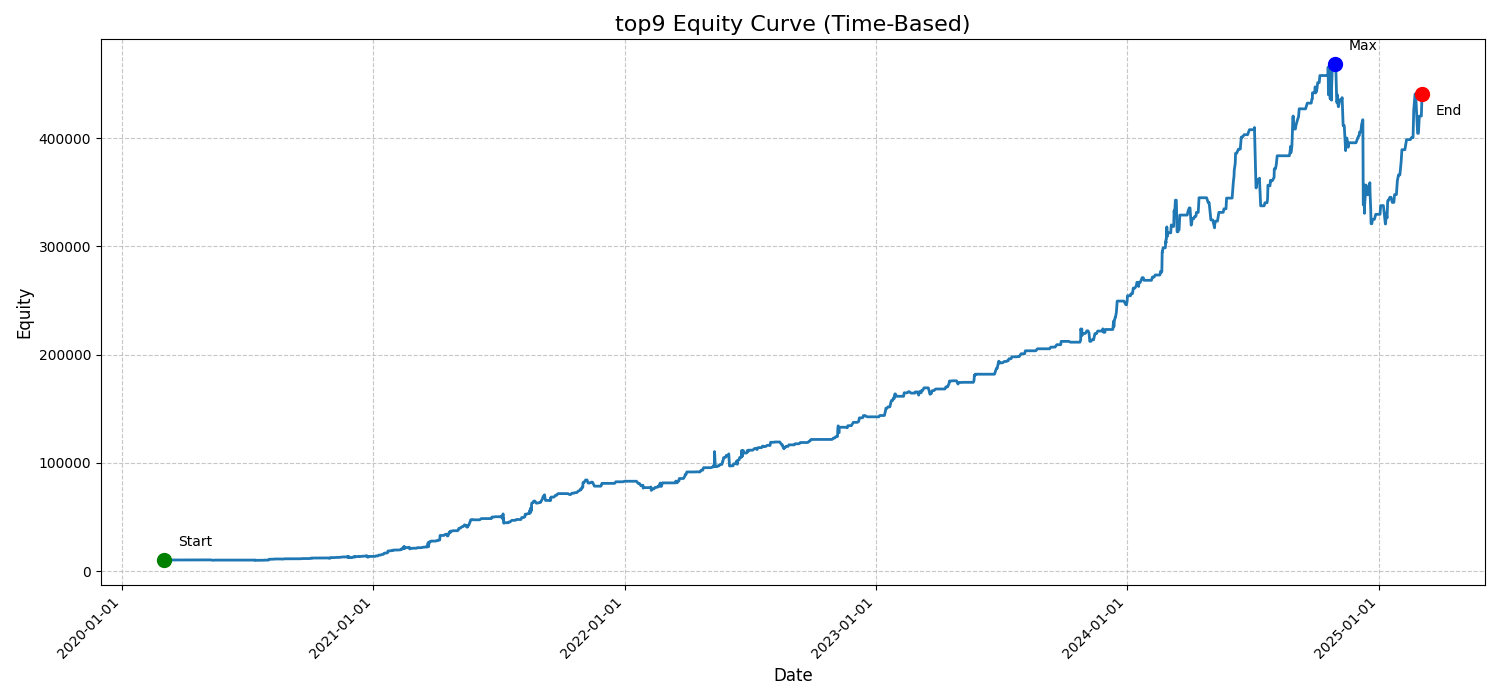 top9 Equity Curve (Time-Based)
Max
End
Start
400000
300000
200000
100000
0
Equity
2020-01-01
2021-01-01
2022-01-01
2023-01-01
2024-01-01
2025-01-01
Date